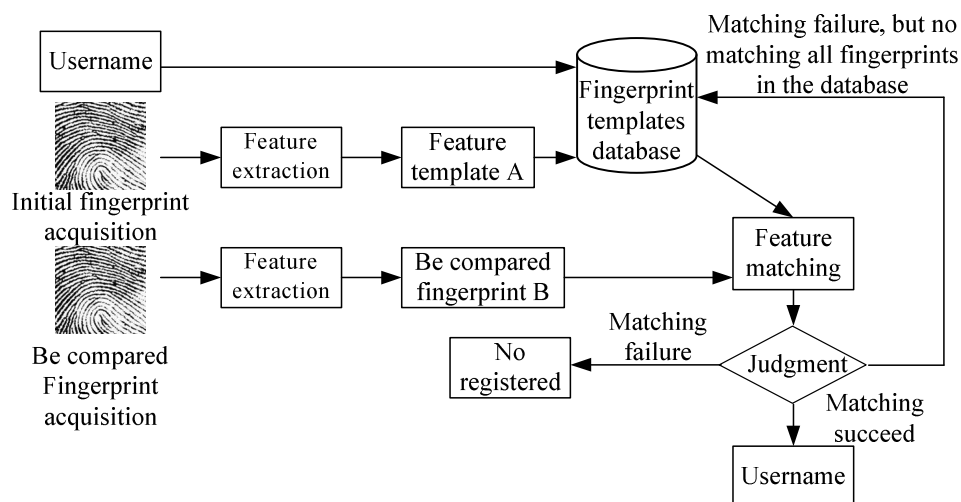 Username
Fingerprint
templates
database
Matching failure, but no
matching all fingerprints
in the database
Initial fingerprint
acquisition
Feature
extraction
Feature
template A
Be compared
Fingerprint
acquisition
Feature
extraction
Be compared
fingerprint B
Feature
matching
Judgment
Matching
failure
No
registered
Matching
succeed
Username